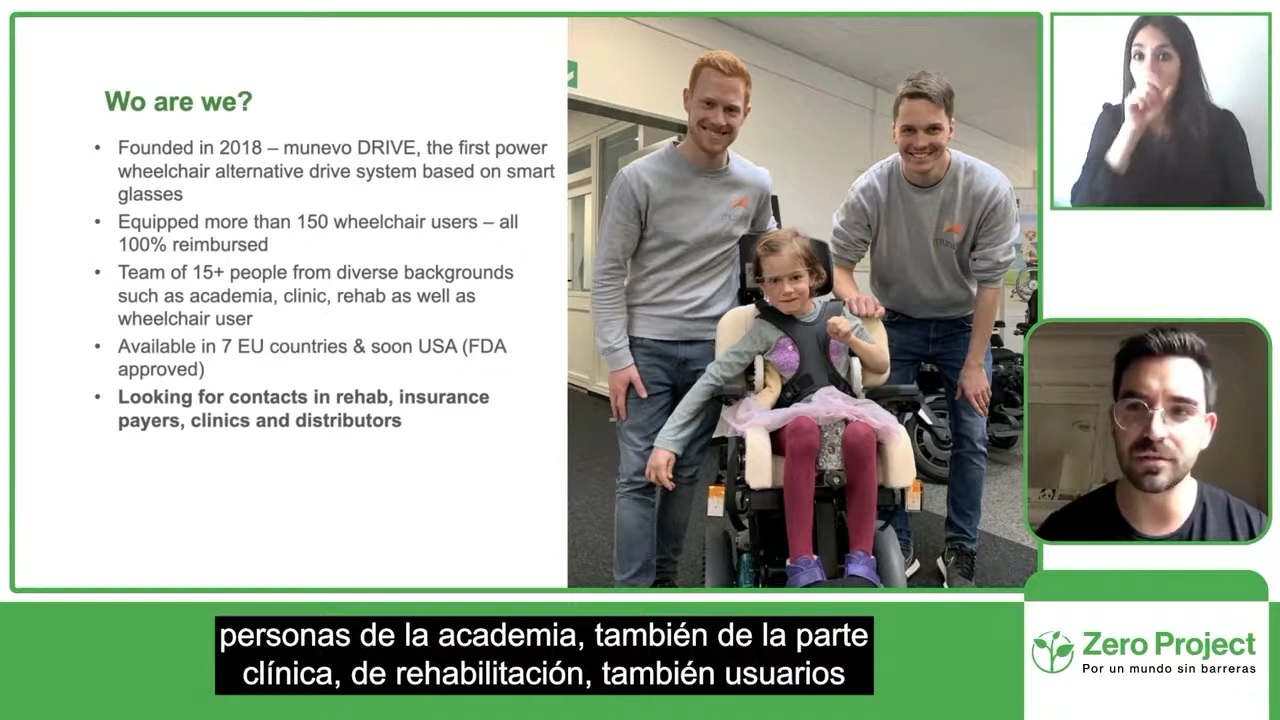 Wo are we?
• Founded in 2018 – munevo DRIVE, the first power
wheelchair alternative drive system based on smart
glasses
• Equipped more than 150 wheelchair users – all
100% reimbursed
• Team of 15+ people from diverse backgrounds
such as academia, clinic, rehab as well as
wheelchair user
• Available in 7 EU countries & soon USA (FDA
approved)
• Looking for contacts in rehab, insurance
payers, clinics and distributors
personas de la academia, también de la parte
clínica, de rehabilitación, también usuarios
Zero Project
Por un mundo sin barreras